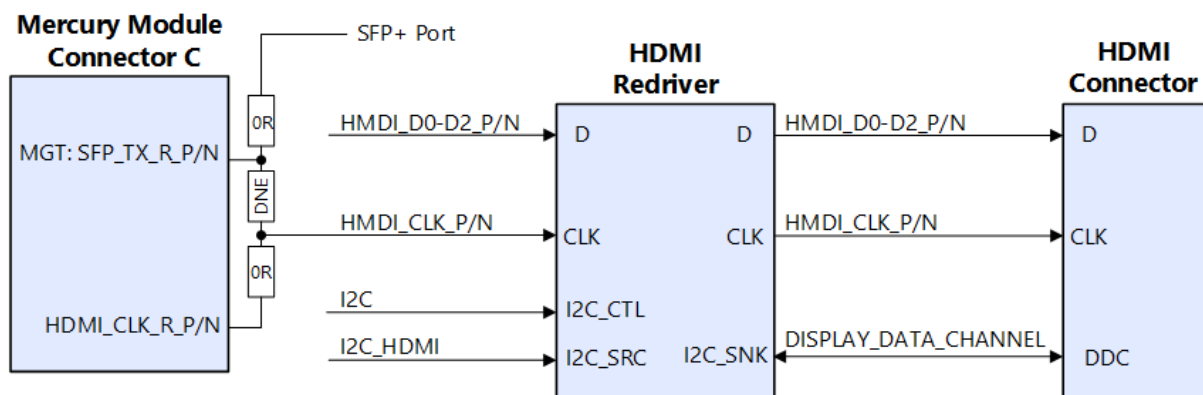 Mercury Module
Connector C
SFP+ Port
HDMI
Redriver
HDMI
Connector
0R
MGT: SFP_TX_R_P/N
DNE
0R
HDMI_CLK_R_P/N
HMDI_D0-D2_P/N
D
D
HMDI_D0-D2_P/N
D
HMDI_CLK_P/N
CLK
CLK
HMDI_CLK_P/N
CLK
I2C
I2C_CTL
I2C_HDMI
I2C_SRC
I2C_SNK
DISPLAY_DATA_CHANNEL
DDC